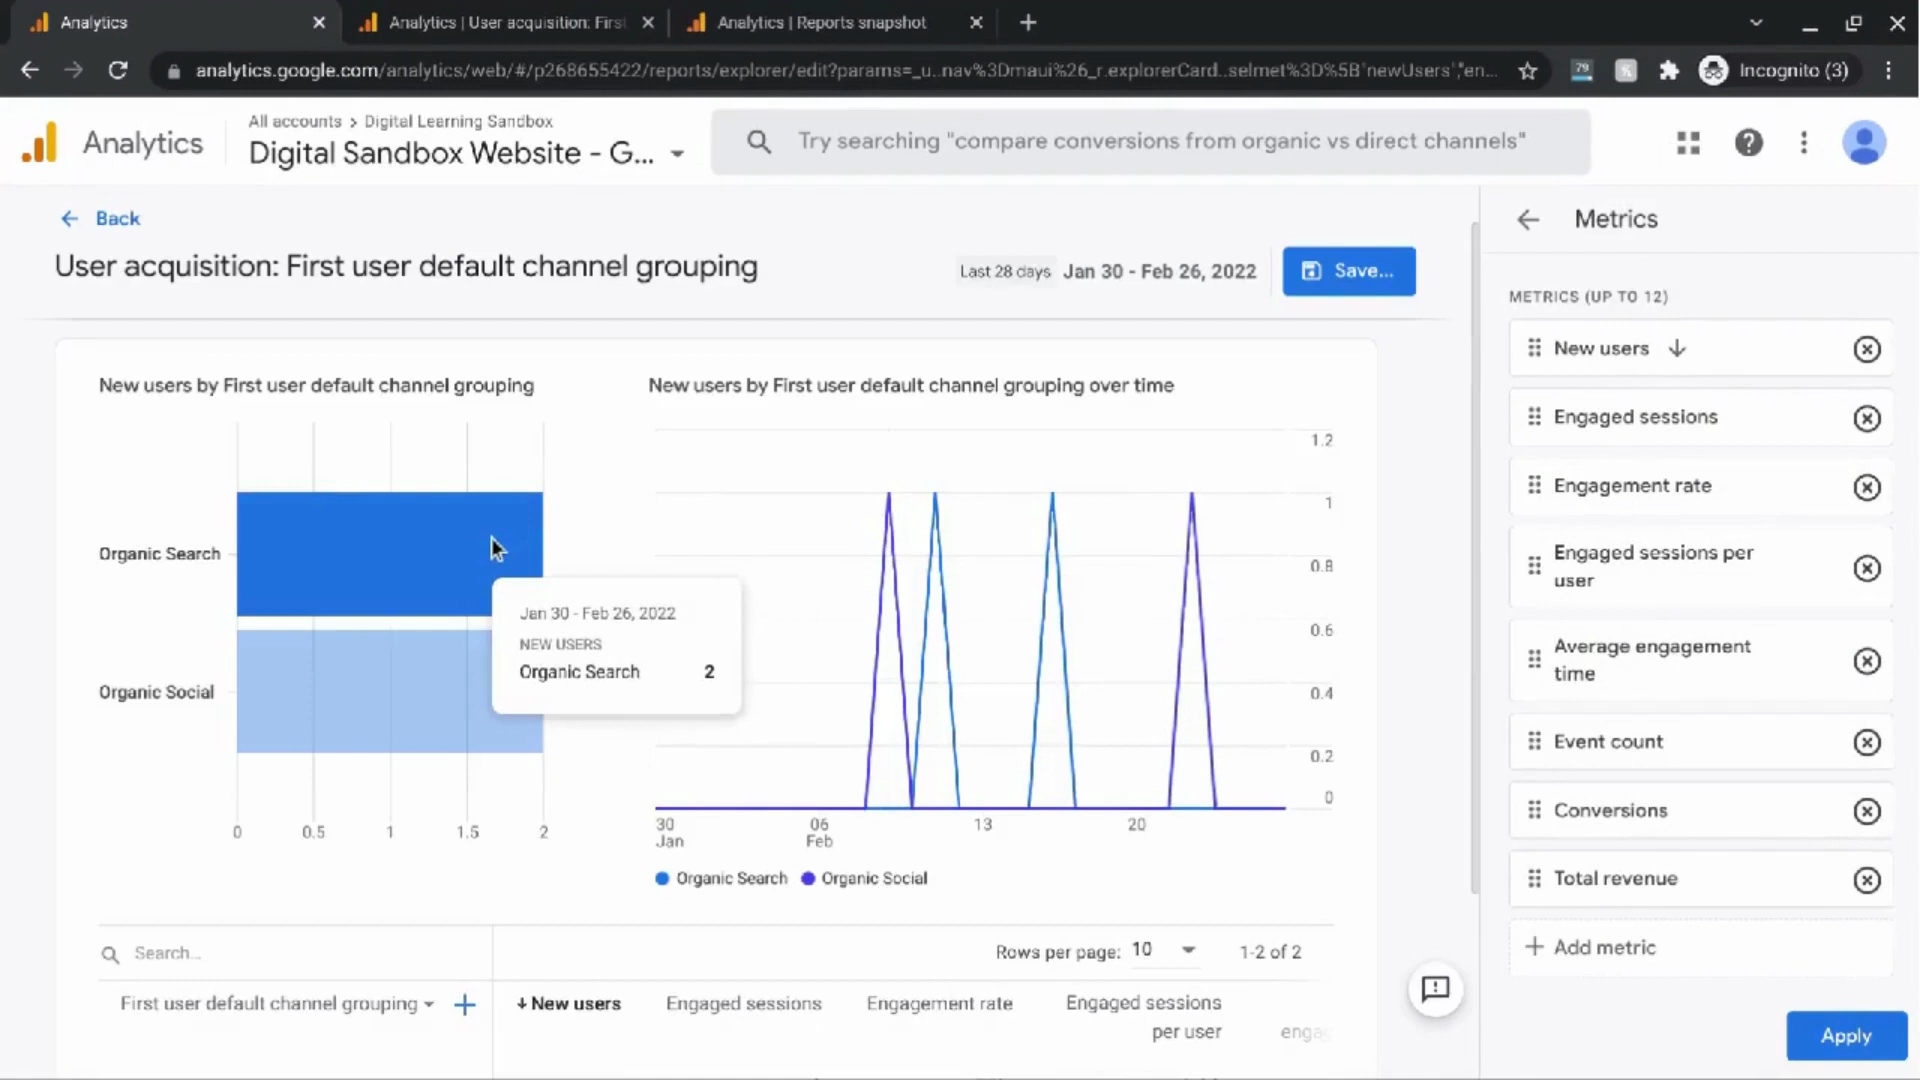 Analytics
Analytics | User acquisition: First
Analytics | Reports snapshot
analytics.google.com/analytics/web/#/p268655422/reports/explorer/edit?params=_u..nav%3Dmaui%26_r.explorerCard..selmet%3D%5B"newUsers","en...
79
Incognito (3)
Analytics
All accounts > Digital Learning Sandbox
Digital Sandbox Website - G...
Try searching "compare conversions from organic vs direct channels"
Back
User acquisition: First user default channel grouping
Last 28 days Jan 30 - Feb 26, 2022
Save...
New users by First user default channel grouping
Organic Search
Organic Social
0 0.5 1 1.5 2
Jan 30 - Feb 26, 2022
NEW USERS
Organic Search 2
New users by First user default channel grouping over time
1.2
1
0.8
0.6
0.4
0.2
0
30 06 13 20
Jan Feb
Organic Search Organic Social
Search...
Rows per page: 10 1-2 of 2
First user default channel grouping
New users
Engaged sessions
Engagement rate
Engaged sessions
per user
Metrics
METRICS (UP TO 12)
New users
Engaged sessions
Engagement rate
Engaged sessions per
user
Average engagement
time
Event count
Conversions
Total revenue
Add metric
Apply